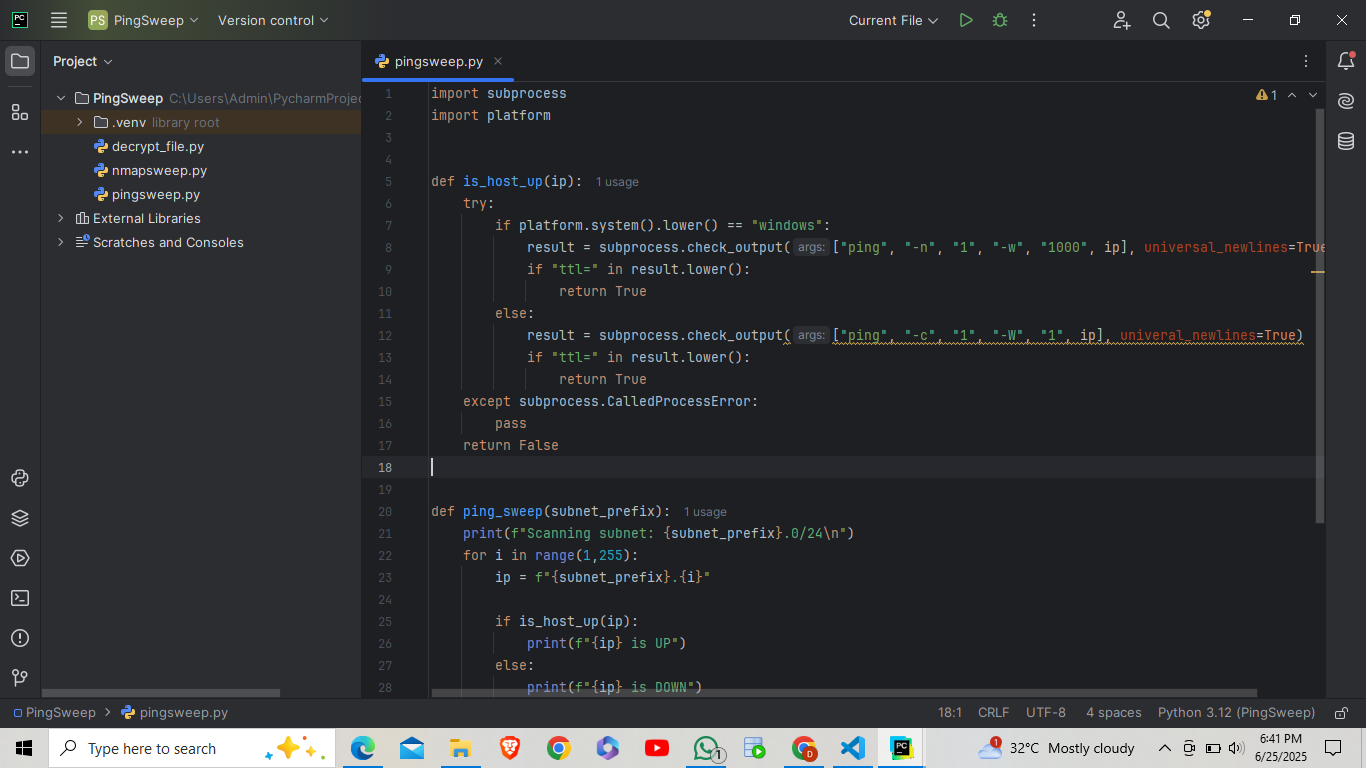 PC
PS PingSweep Version control Current File
Project
pingsweep.py
PingSweep C:\Users\Admin\PycharmProjec
.venv library root
decrypt_file.py
nmapsweep.py
pingsweep.py
External Libraries
Scratches and Consoles
1
1 import subprocess
2 import platform
3
4
5 def is_host_up(ip): 1 usage
6 try:
7 if platform.system().lower() == "windows":
8 result = subprocess.check_output( args: ["ping", "-n", "1", "-w", "1000", ip], universal_newlines=True
9 if "ttl=" in result.lower():
10 return True
11 else:
12 result = subprocess.check_output( args: ["ping", "-c", "1", "-W", "1", ip], univeral_newlines=True)
13 if "ttl=" in result.lower():
14 return True
15 except subprocess.CalledProcessError:
16 pass
17 return False
18
19
20 def ping_sweep(subnet_prefix): 1 usage
21 print(f"Scanning subnet: {subnet_prefix}.0/24\n")
22 for i in range(1,255):
23 ip = f"{subnet_prefix}.{i}"
24
25 if is_host_up(ip):
26 print(f"{ip} is UP")
27 else:
28 print(f"{ip} is DOWN")
PingSweep pingsweep.py 18:1 CRLF UTF-8 4 spaces Python 3.12 (PingSweep)
Type here to search
1
D
PC
1
32°C Mostly cloudy
6:41 PM
6/25/2025